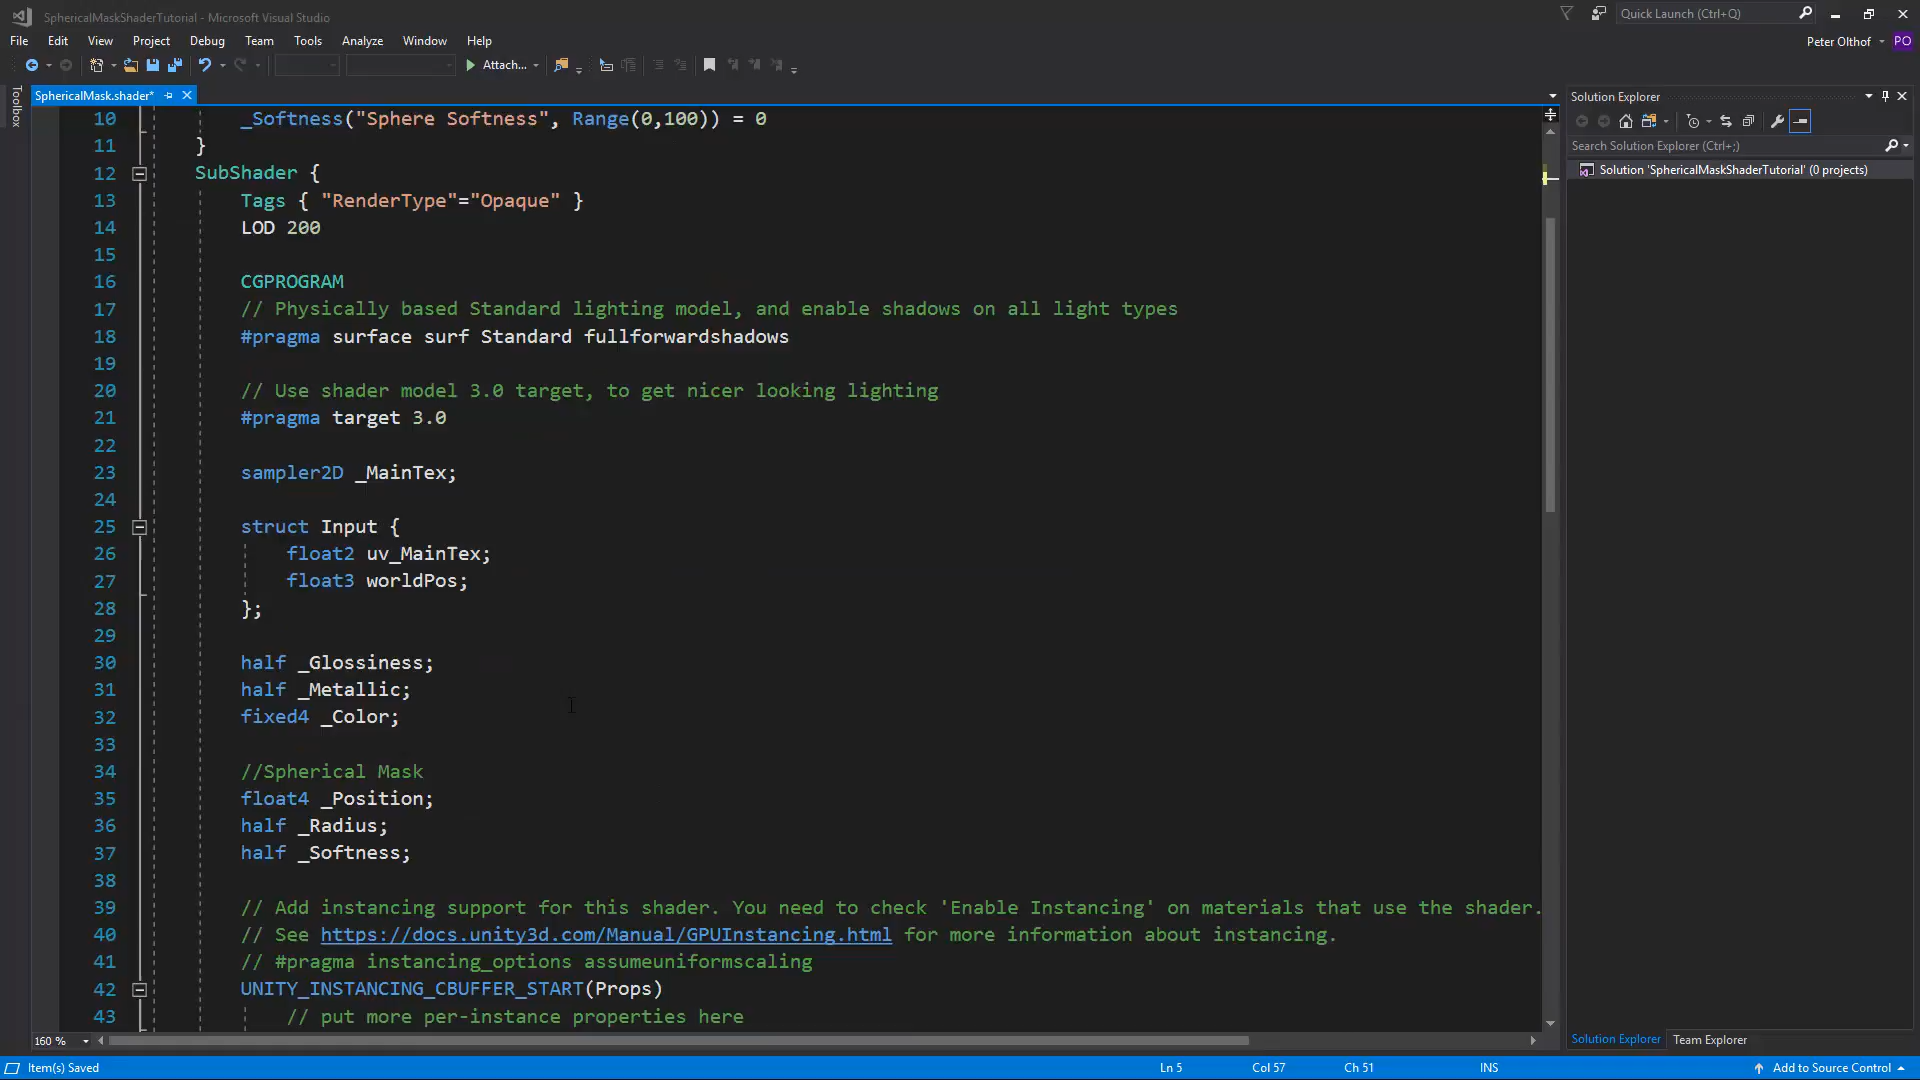 SphericalMaskShaderTutorial - Microsoft Visual Studio
Quick Launch (Ctrl+Q)
File Edit View Project Debug Team Tools Analyze Window Help
Peter Olthof PO
Attach...
Toolbox
SphericalMask.shader*
10 _Softness("Sphere Softness", Range(0,100)) = 0
11 }
12 SubShader {
13 Tags { "RenderType"="Opaque" }
14 LOD 200
15
16 CGPROGRAM
17 // Physically based Standard lighting model, and enable shadows on all light types
18 #pragma surface surf Standard fullforwardshadows
19
20 // Use shader model 3.0 target, to get nicer looking lighting
21 #pragma target 3.0
22
23 sampler2D _MainTex;
24
25 struct Input {
26 float2 uv_MainTex;
27 float3 worldPos;
28 };
29
30 half _Glossiness;
31 half _Metallic;
32 fixed4 _Color;
33
34 //Spherical Mask
35 float4 _Position;
36 half _Radius;
37 half _Softness;
38
39 // Add instancing support for this shader. You need to check 'Enable Instancing' on materials that use the shader.
40 // See https://docs.unity3d.com/Manual/GPUInstancing.html for more information about instancing.
41 // #pragma instancing_options assumeuniformscaling
42 UNITY_INSTANCING_CBUFFER_START(Props)
43 // put more per-instance properties here
160 %
Solution Explorer
Search Solution Explorer (Ctrl+;)
Solution 'SphericalMaskShaderTutorial' (0 projects)
Solution Explorer Team Explorer
Item(s) Saved Ln 5 Col 57 Ch 51 INS Add to Source Control